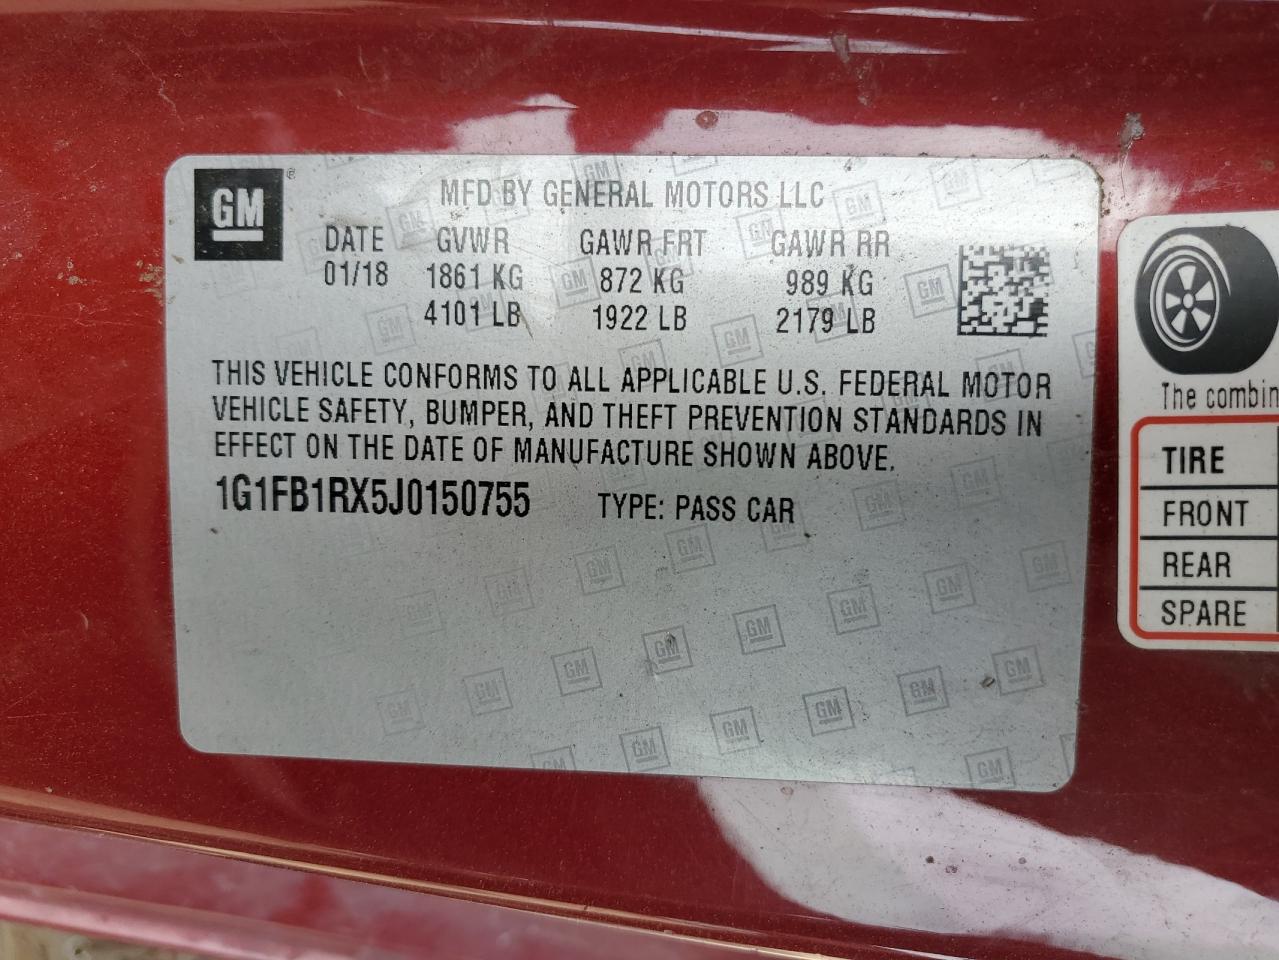 GM
MFD BY GENERAL MOTORS LLC
DATE GVWR GAWR FRT GAWR RR
01/18 1861 KG 872 KG 989 KG
4101 LB 1922 LB 2179 LB
THIS VEHICLE CONFORMS TO ALL APPLICABLE U.S. FEDERAL MOTOR
VEHICLE SAFETY, BUMPER, AND THEFT PREVENTION STANDARDS IN
EFFECT ON THE DATE OF MANUFACTURE SHOWN ABOVE.
1G1FB1RX5J0150755 TYPE: PASS CAR
The combin
TIRE
FRONT
REAR
SPARE